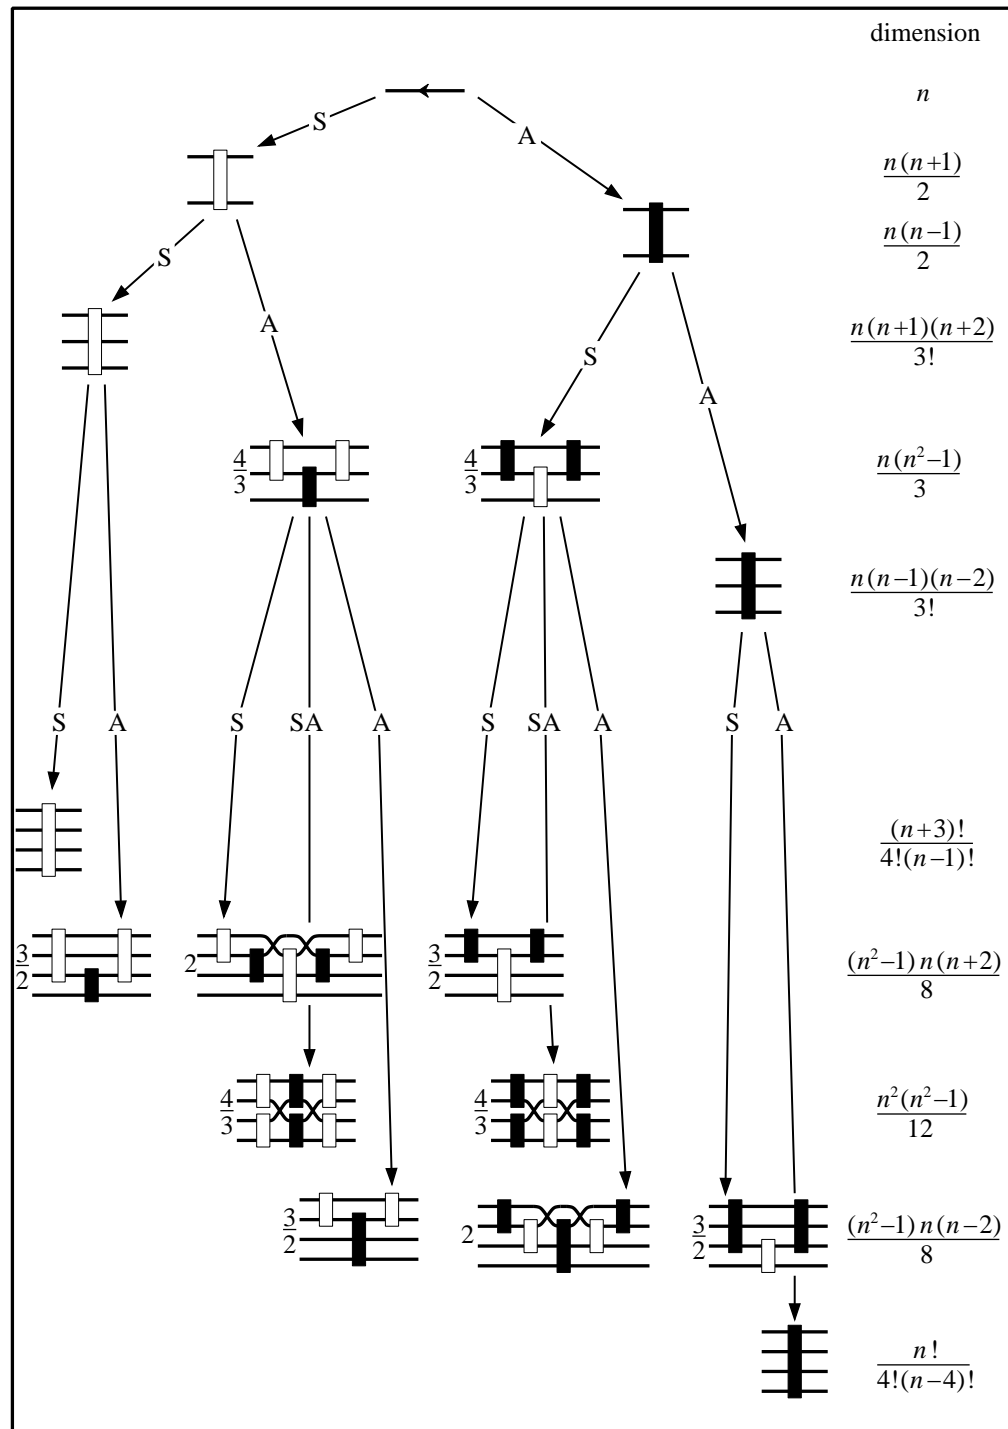 dimension
n
S
A
n(n+1)/2
n(n−1)/2
S
A
n(n+1)(n+2)/3!
S
A
4/3
4/3
n(n²−1)/3
n(n−1)(n−2)/3!
S A S SA A S SA A S A
(n+3)!/4!(n−1)!
3/2 2 3/2 (n²−1)n(n+2)/8
4/3 4/3 n²(n²−1)/12
3/2 2 3/2 (n²−1)n(n−2)/8
n!/4!(n−4)!